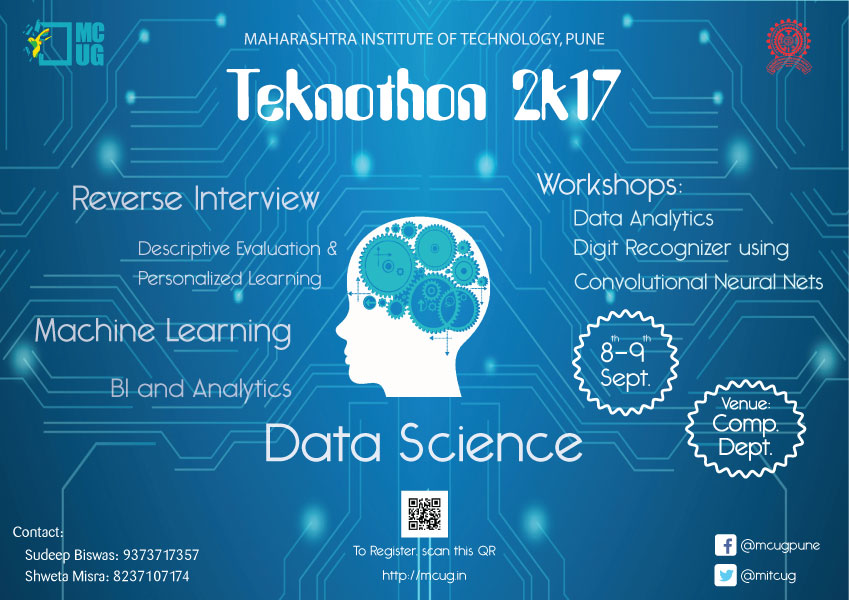 MC
UG
MAHARASHTRA INSTITUTE OF TECHNOLOGY, PUNE
Teknothon 2k17
Reverse Interview
Descriptive Evaluation &
Personalized Learning
Machine Learning
BI and Analytics
Workshops:
Data Analytics
Digit Recognizer using
Convolutional Neural Nets
8th-9th
Sept.
Venue:
Comp.
Dept.
Data Science
To Register, scan this QR
http://mcug.in
Contact:
Sudeep Biswas: 9373717357
Shweta Misra: 8237107174
@mcugpune
@mitcug